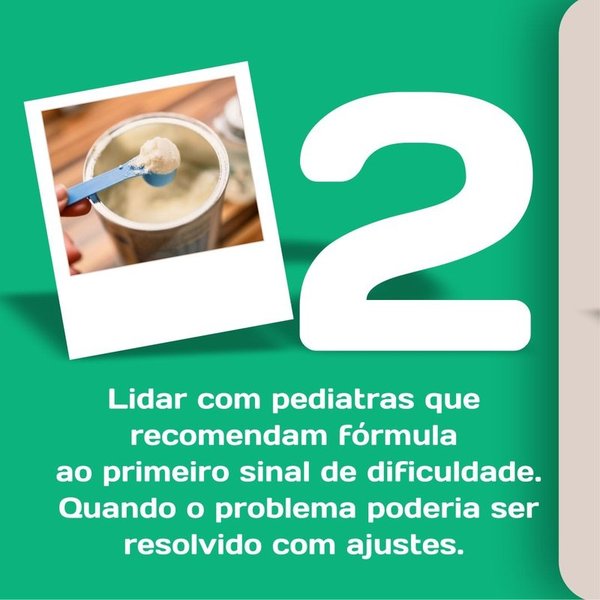 2
Lidar com pediatras que
recomendam fórmula
ao primeiro sinal de dificuldade.
Quando o problema poderia ser
resolvido com ajustes.